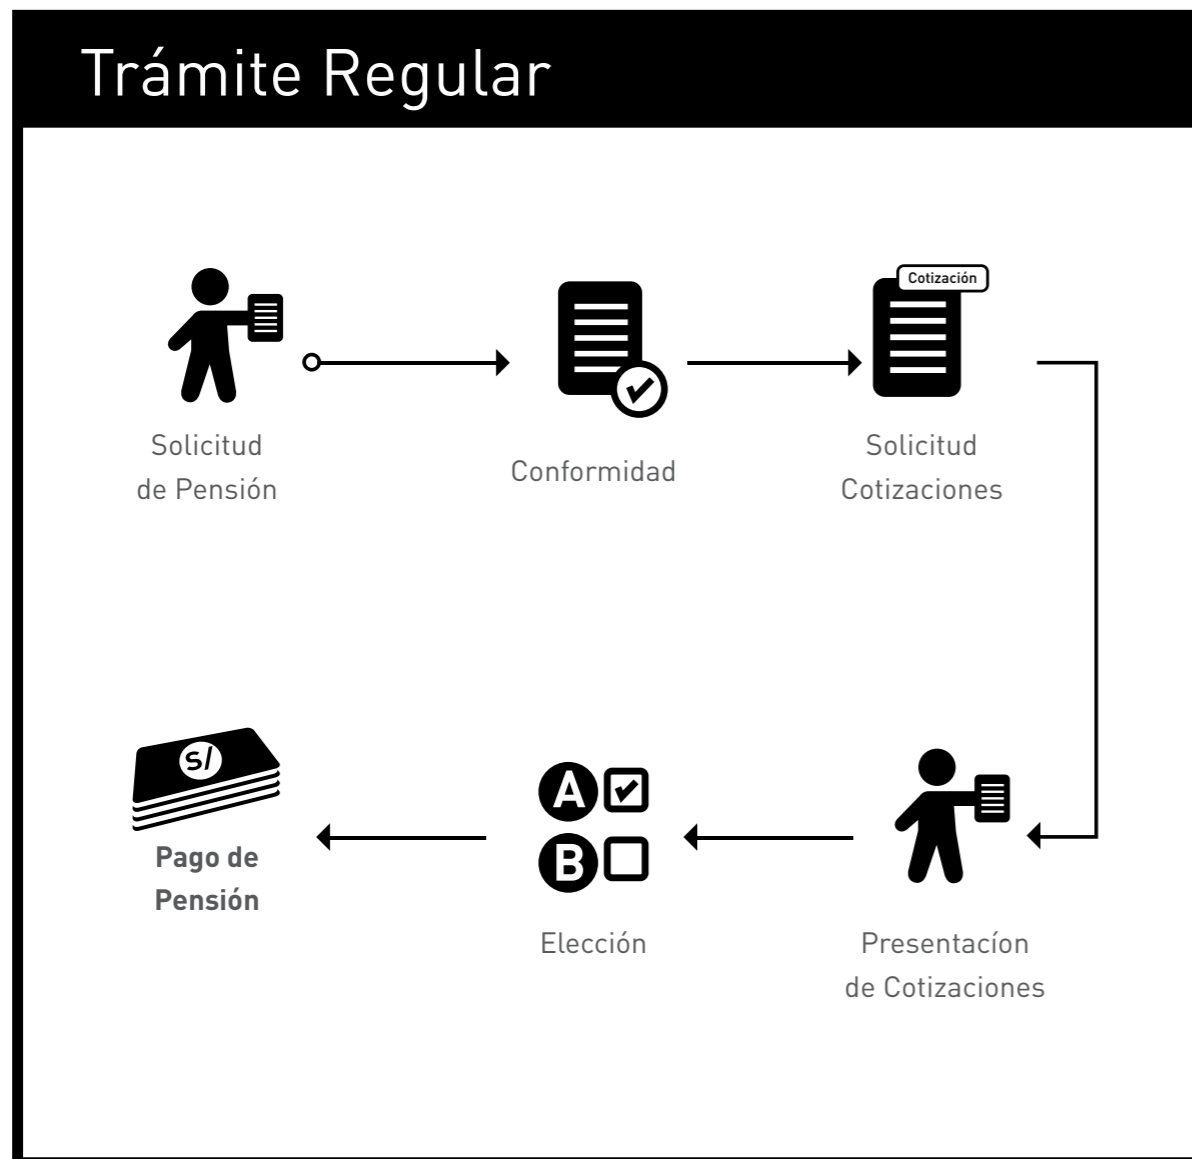 Trámite Regular
Cotización
Solicitud
de Pensión
Conformidad
Solicitud
Cotizaciones
S/
Pago de
Pensión
A
B
Elección
Presentacíon
de Cotizaciones